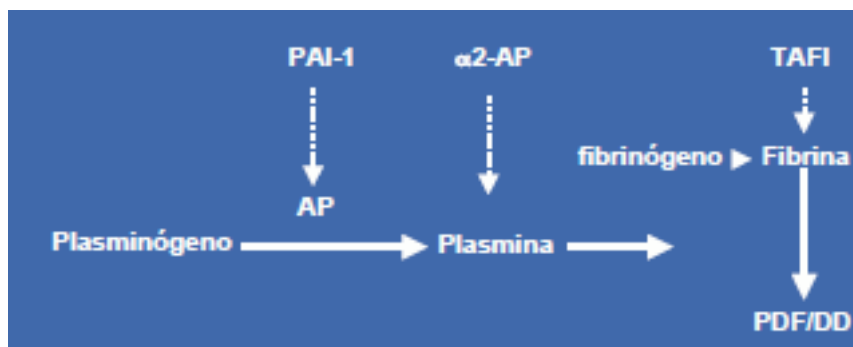 PAI-1 α2-AP TAFI
fibrinógeno Fibrina
AP
Plasminógeno Plasmina
PDF/DD